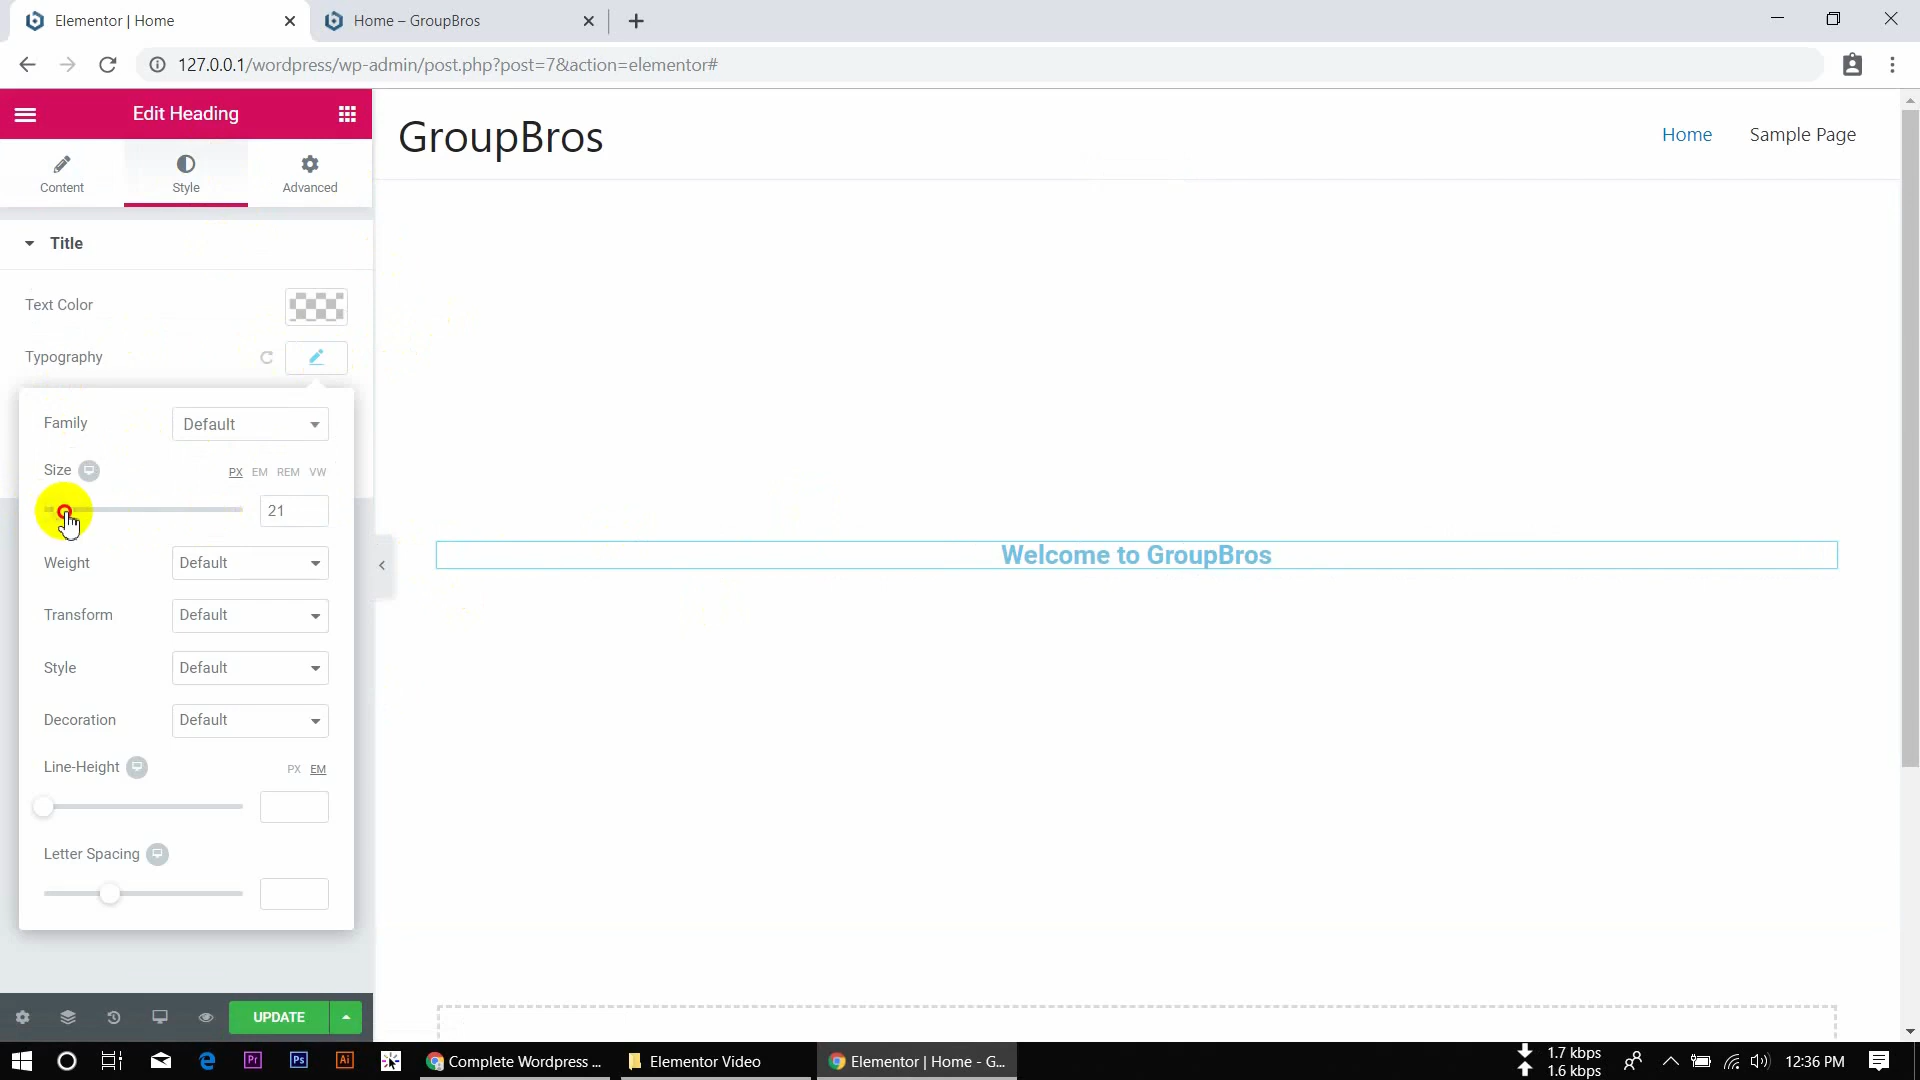 Elementor | Home
Home – GroupBros
127.0.0.1/wordpress/wp-admin/post.php?post=7&action=elementor#
Edit Heading
Content
Style
Advanced
Title
Text Color
Typography
Family
Default
Size
PX EM REM VW
21
Weight
Default
Transform
Default
Style
Default
Decoration
Default
Line-Height
PX EM
Letter Spacing
UPDATE
GroupBros
Home
Sample Page
Welcome to GroupBros
Pr
Ps
Ai
Complete Wordpress ...
Elementor Video
Elementor | Home - G...
1.7 kbps
1.6 kbps
12:36 PM